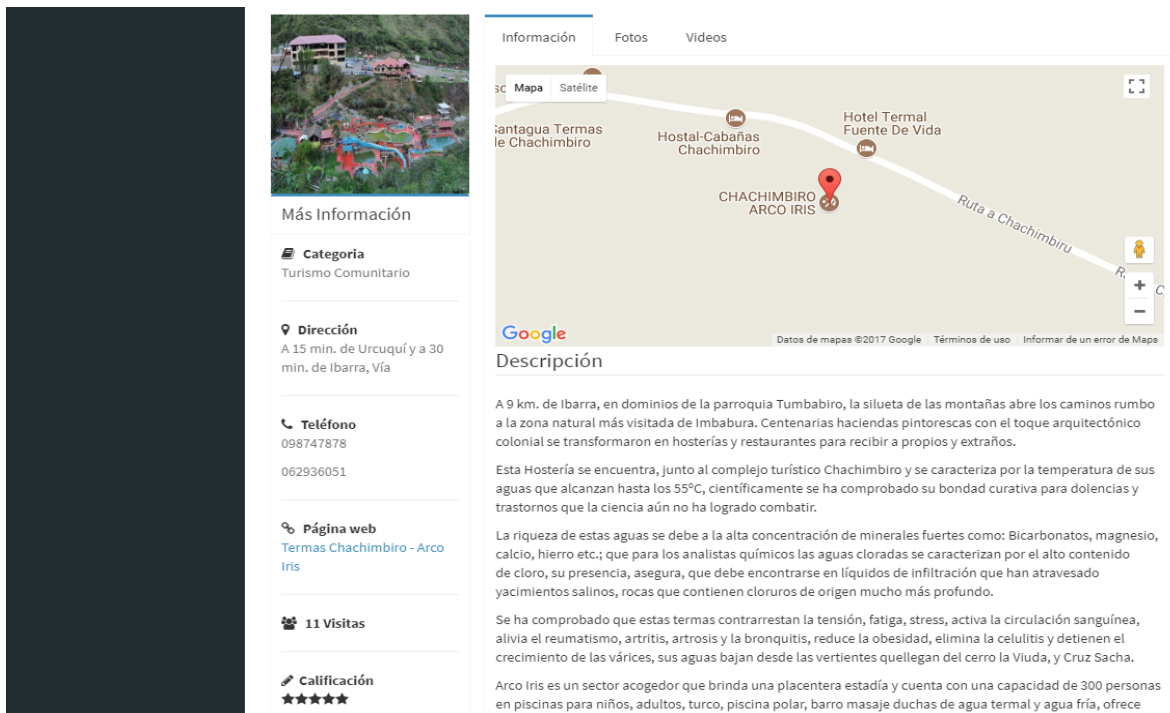 Más Información
Categoria
Turismo Comunitario
Dirección
A 15 min. de Urcuquí y a 30
min. de Ibarra, Vía
Teléfono
098747878
062936051
Página web
Termas Chachimbiro - Arco
Iris
11 Visitas
Calificación
Información Fotos Videos
Mapa Satélite
Santagua Termas
de Chachimbiro
Hostal-Cabañas
Chachimbiro
Hotel Termal
Fuente De Vida
CHACHIMBIRO
ARCO IRIS
Ruta a Chachimbiru
Google
Datos de mapas ©2017 Google Términos de uso Informar de un error de Maps
Descripción
A 9 km. de Ibarra, en dominios de la parroquia Tumbabiro, la silueta de las montañas abre los caminos rumbo
a la zona natural más visitada de Imbabura. Centenarias haciendas pintorescas con el toque arquitectónico
colonial se transformaron en hosterías y restaurantes para recibir a propios y extraños.
Esta Hostería se encuentra, junto al complejo turístico Chachimbiro y se caracteriza por la temperatura de sus
aguas que alcanzan hasta los 55°C, científicamente se ha comprobado su bondad curativa para dolencias y
trastornos que la ciencia aún no ha logrado combatir.
La riqueza de estas aguas se debe a la alta concentración de minerales fuertes como: Bicarbonatos, magnesio,
calcio, hierro etc.; que para los analistas químicos las aguas cloradas se caracterizan por el alto contenido
de cloro, su presencia, asegura, que debe encontrarse en líquidos de infiltración que han atravesado
yacimientos salinos, rocas que contienen cloruros de origen mucho más profundo.
Se ha comprobado que estas termas contrarrestan la tensión, fatiga, stress, activa la circulación sanguínea,
alivia el reumatismo, artritis, artrosis y la bronquitis, reduce la obesidad, elimina la celulitis y detienen el
crecimiento de las várices, sus aguas bajan desde las vertientes quellegan del cerro la Viuda, y Cruz Sacha.
Arco Iris es un sector acogedor que brinda una placentera estadía y cuenta con una capacidad de 300 personas
en piscinas para niños, adultos, turco, piscina polar, barro masaje duchas de agua termal y agua fría, ofrece